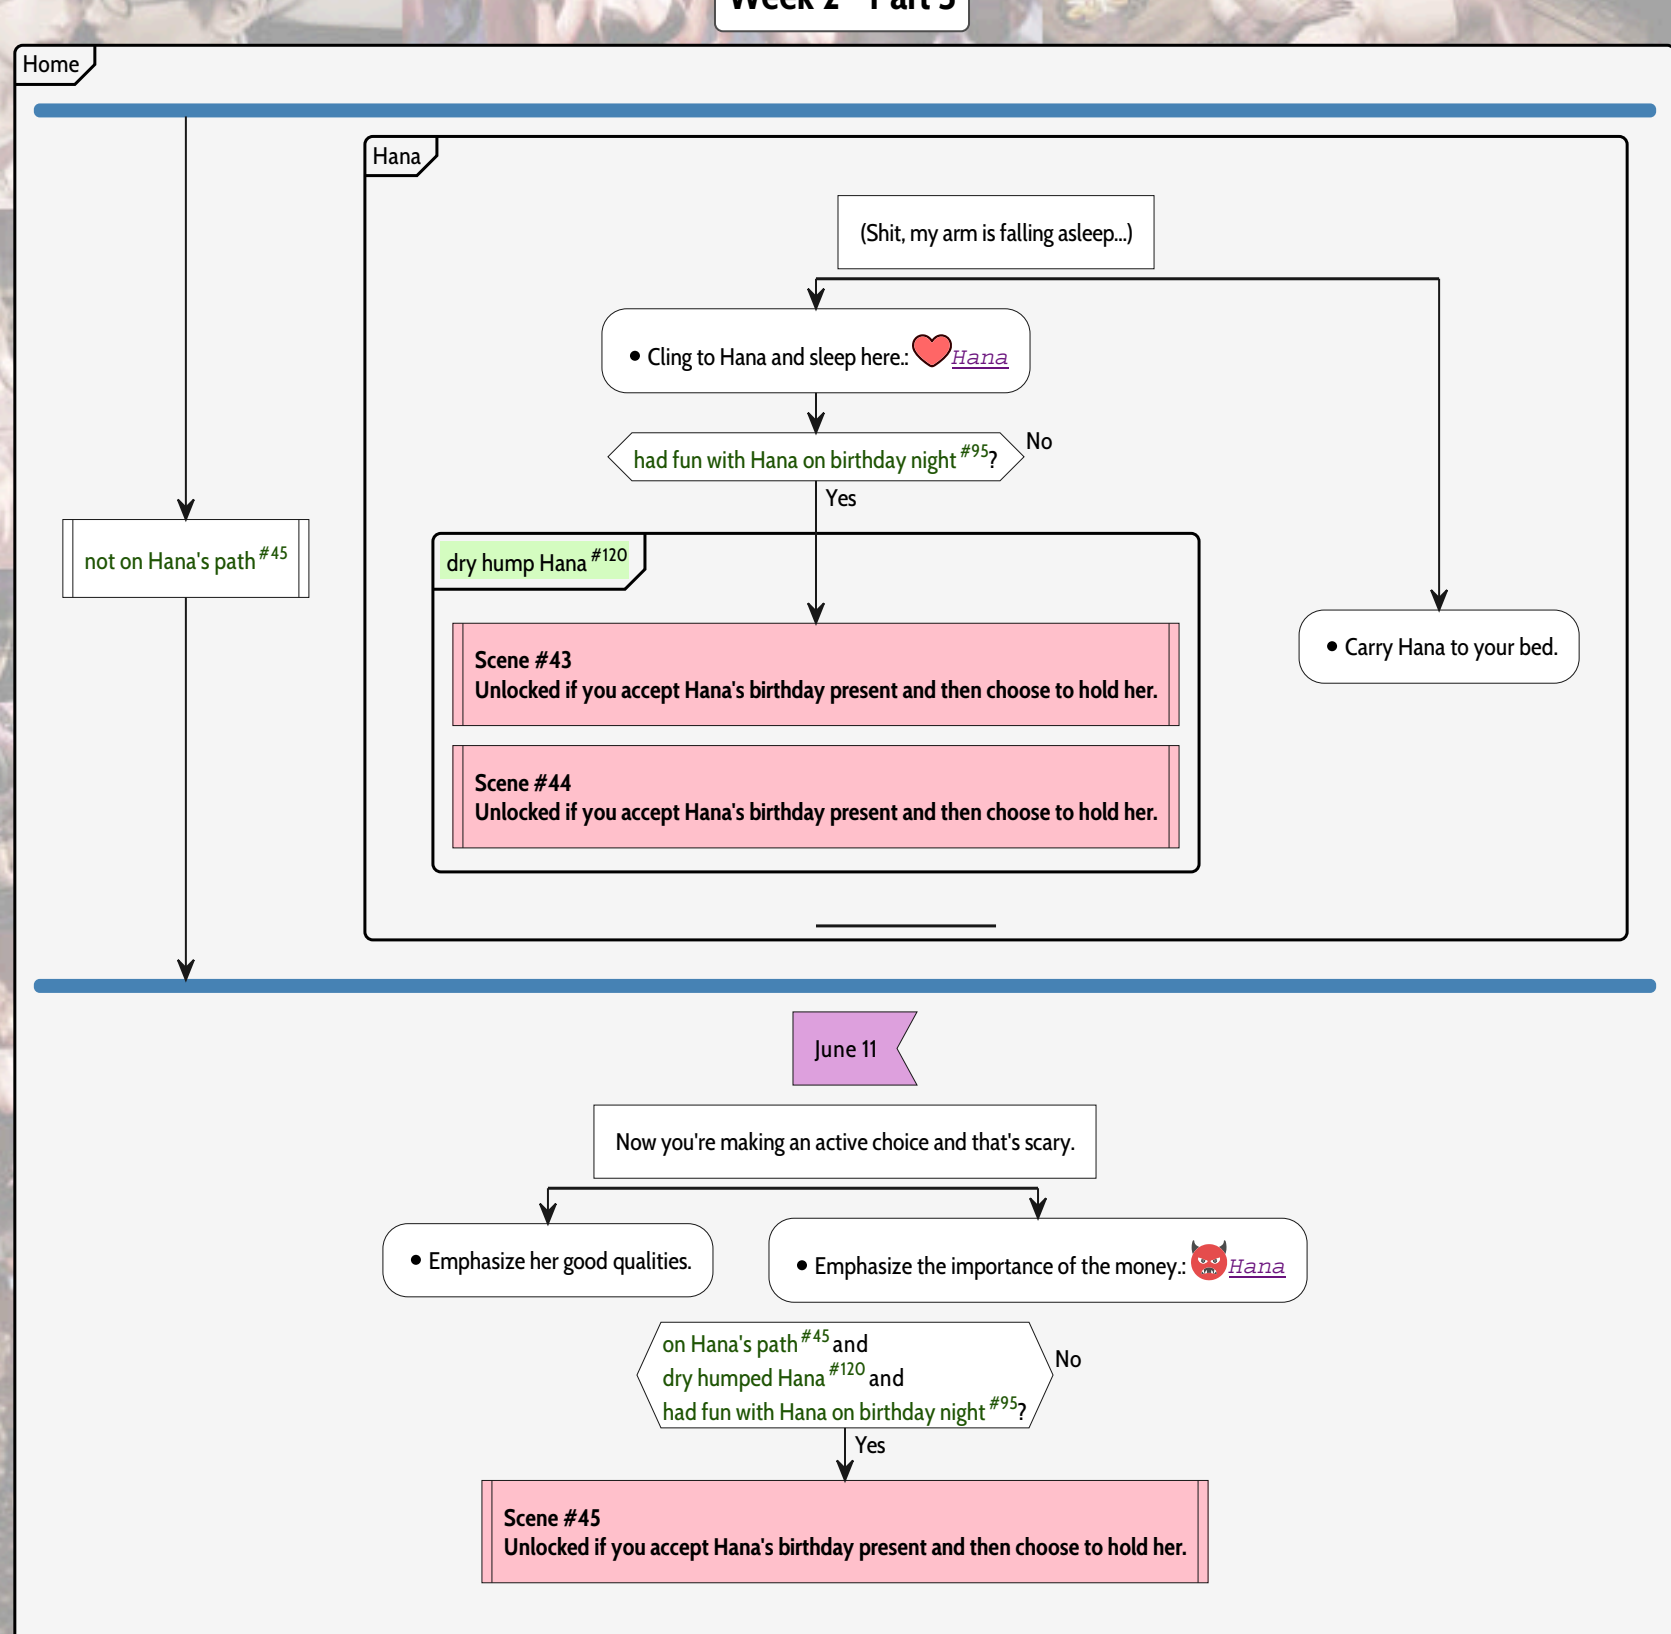 Week 2 - Part 3
Home
Hana
(Shit, my arm is falling asleep...)
• Cling to Hana and sleep here.: Hana
had fun with Hana on birthday night #95?
No
Yes
not on Hana's path #45
dry hump Hana #120
Scene #43
Unlocked if you accept Hana's birthday present and then choose to hold her.
• Carry Hana to your bed.
Scene #44
Unlocked if you accept Hana's birthday present and then choose to hold her.
June 11
Now you're making an active choice and that's scary.
• Emphasize her good qualities.
• Emphasize the importance of the money.: Hana
on Hana's path #45 and
dry humped Hana #120 and
had fun with Hana on birthday night #95?
No
Yes
Scene #45
Unlocked if you accept Hana's birthday present and then choose to hold her.